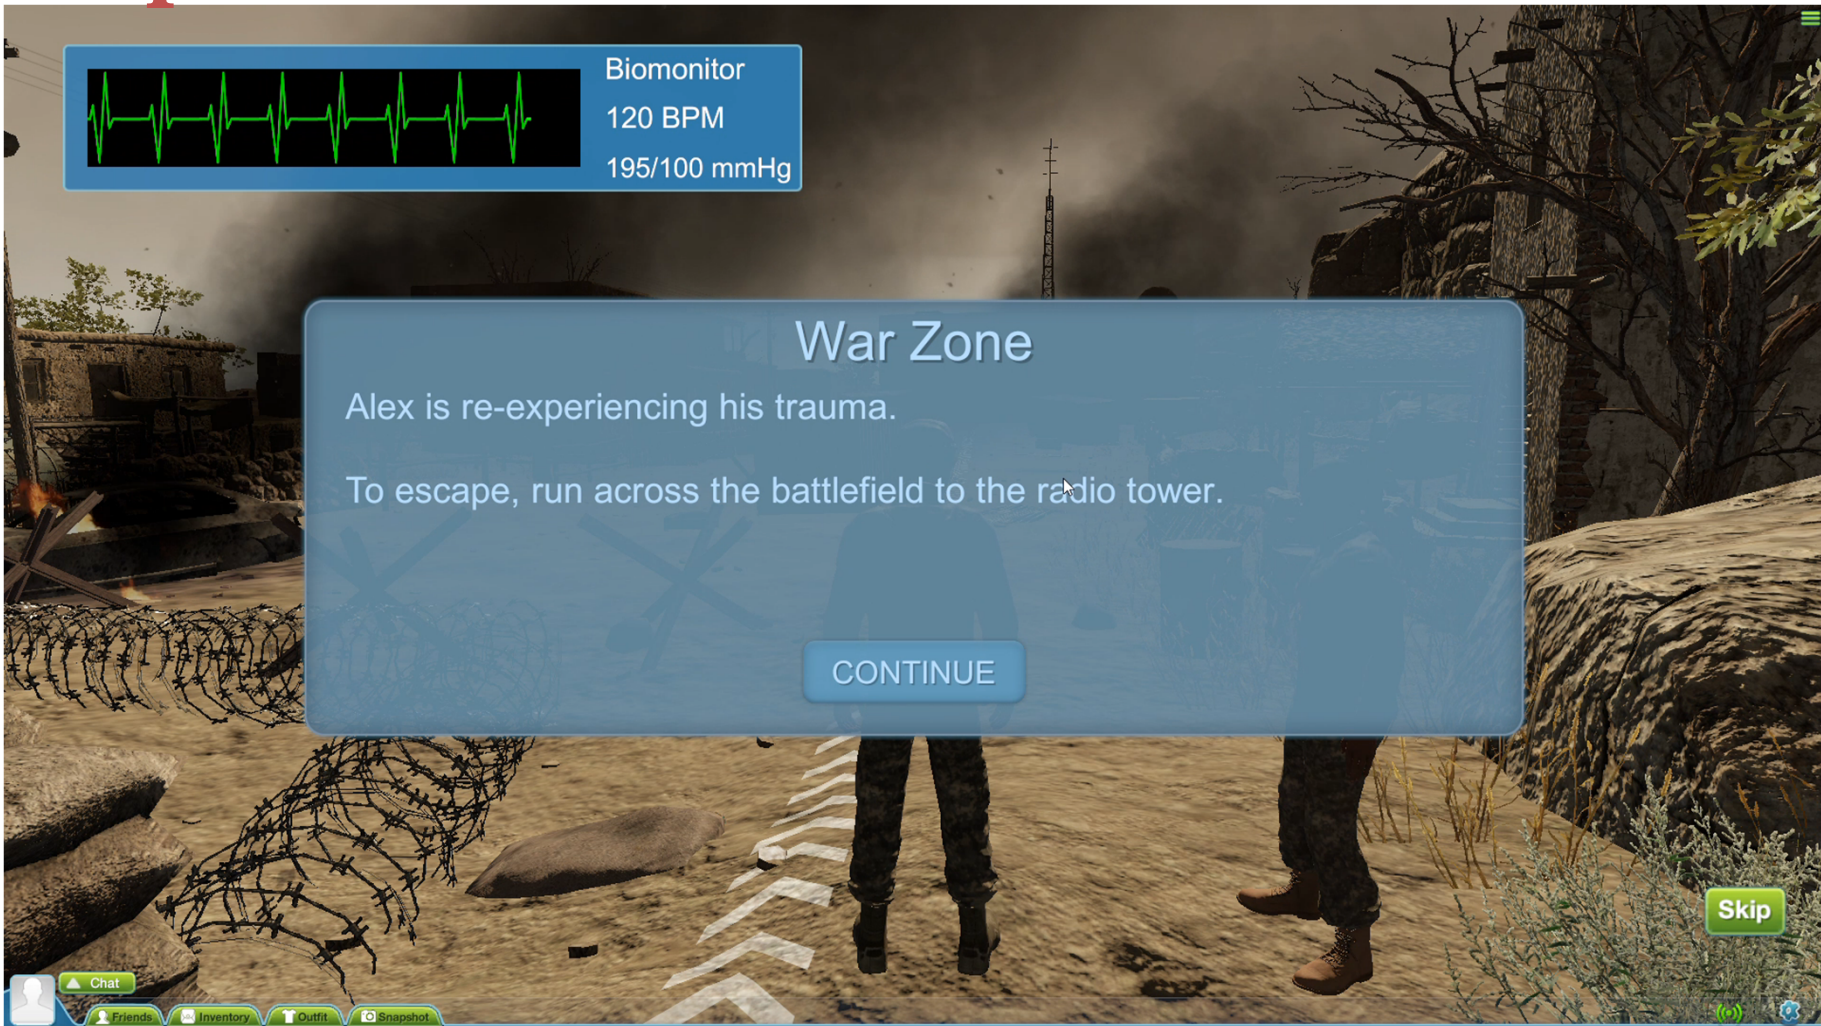 Biomonitor
120 BPM
195/100 mmHg
War Zone
Alex is re-experiencing his trauma.
To escape, run across the battlefield to the radio tower.
CONTINUE
Skip
Chat
Friends
Inventory
Outfit
Snapshot